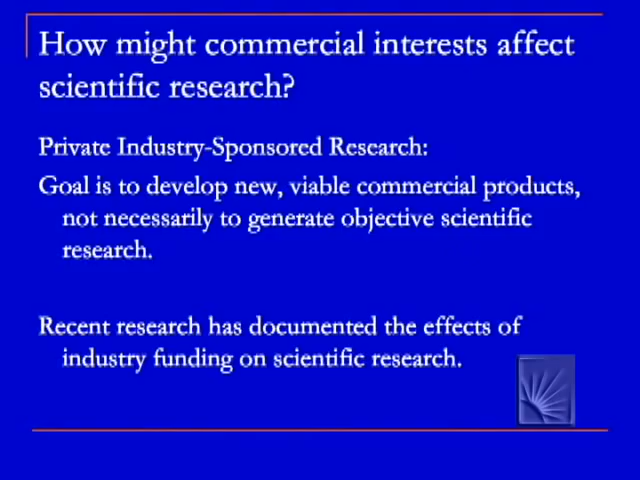 How might commercial interests affect
scientific research?
Private Industry-Sponsored Research:
Goal is to develop new, viable commercial products,
not necessarily to generate objective scientific
research.
Recent research has documented the effects of
industry funding on scientific research.